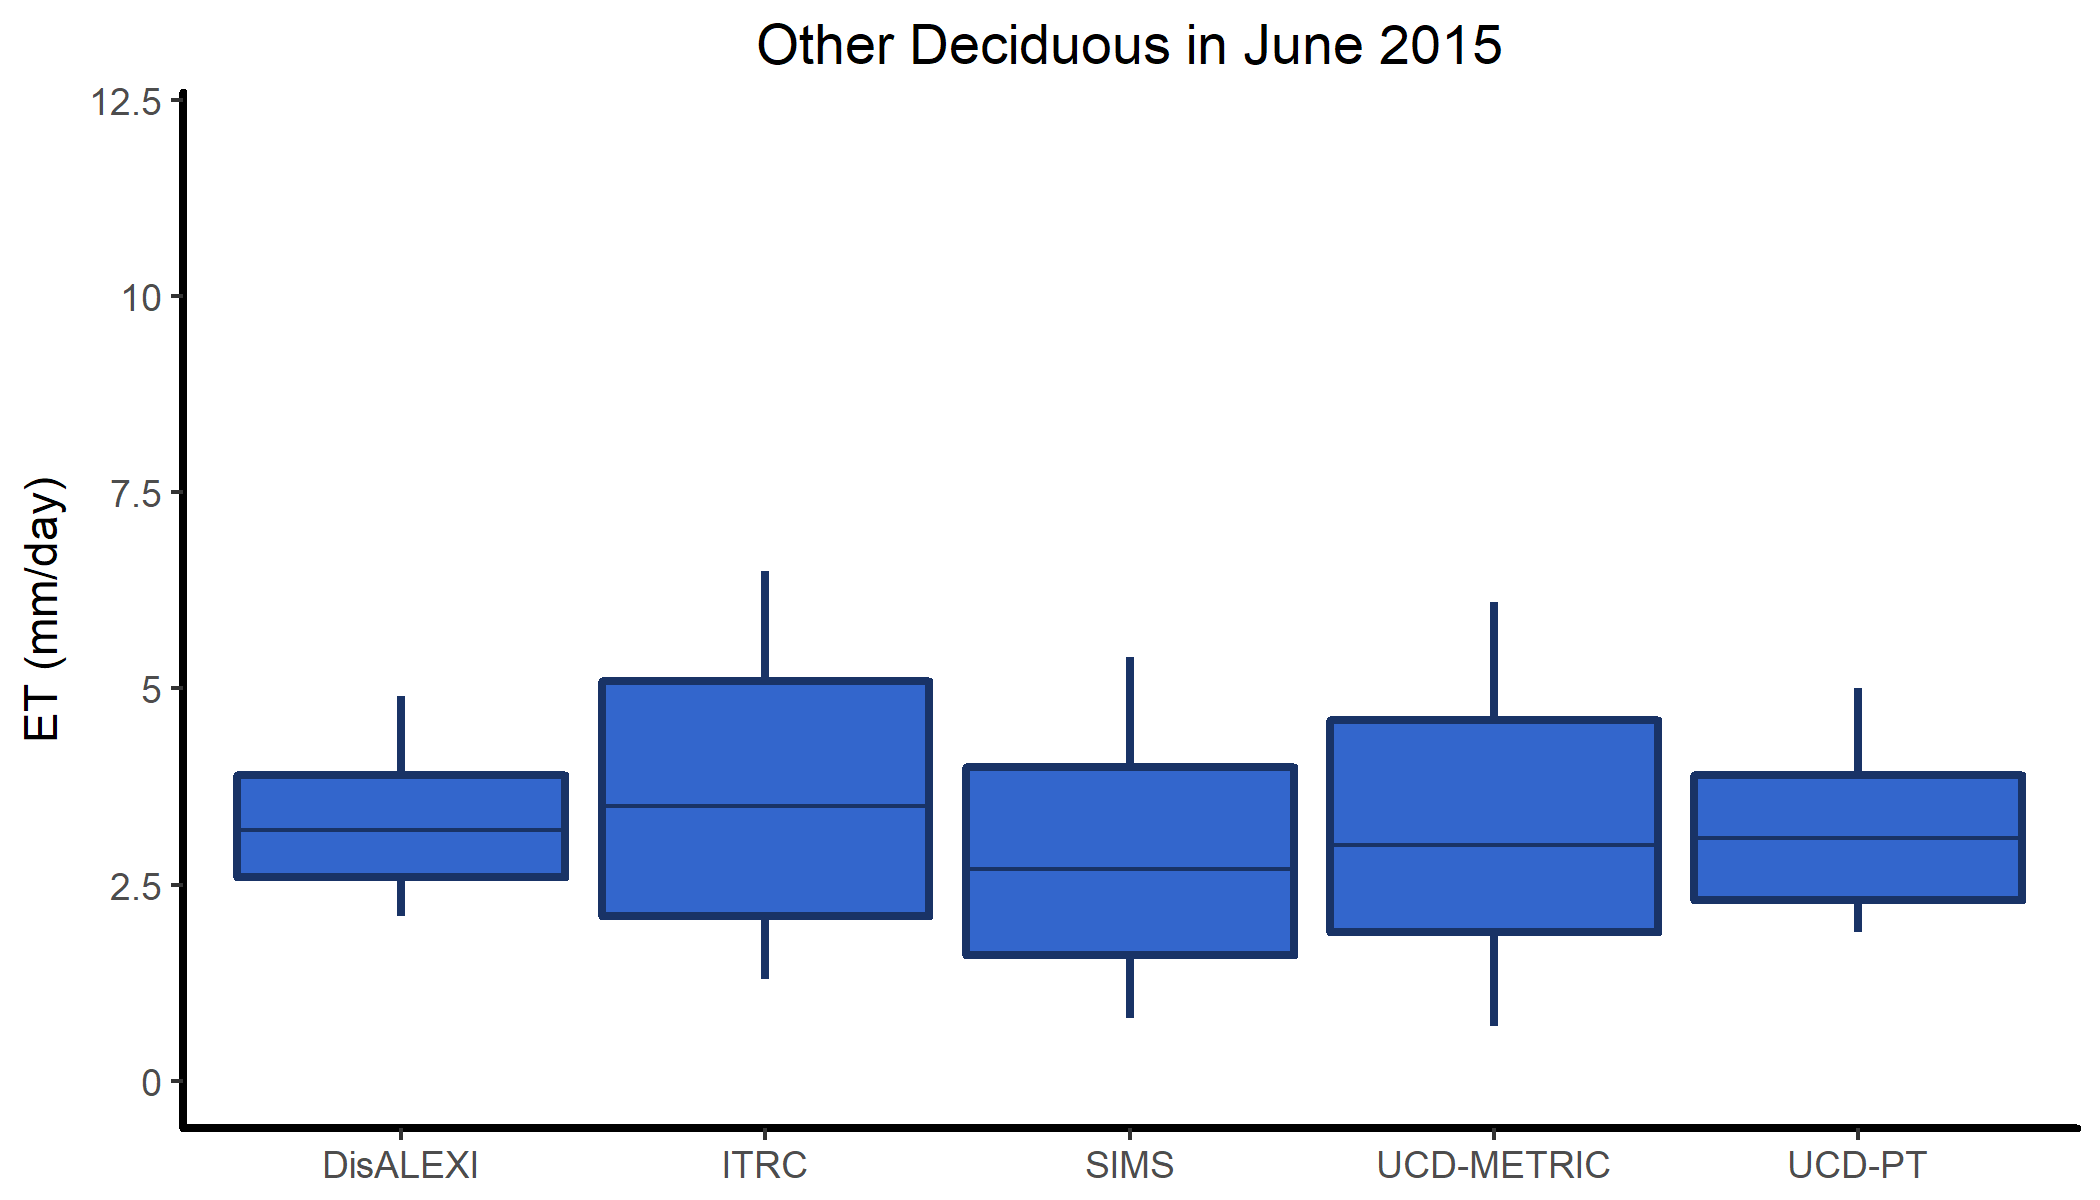 Other Deciduous in June 2015
ET (mm/day)
12.5
10
7.5
5
2.5
0
DisALEXI ITRC SIMS UCD-METRIC UCD-PT